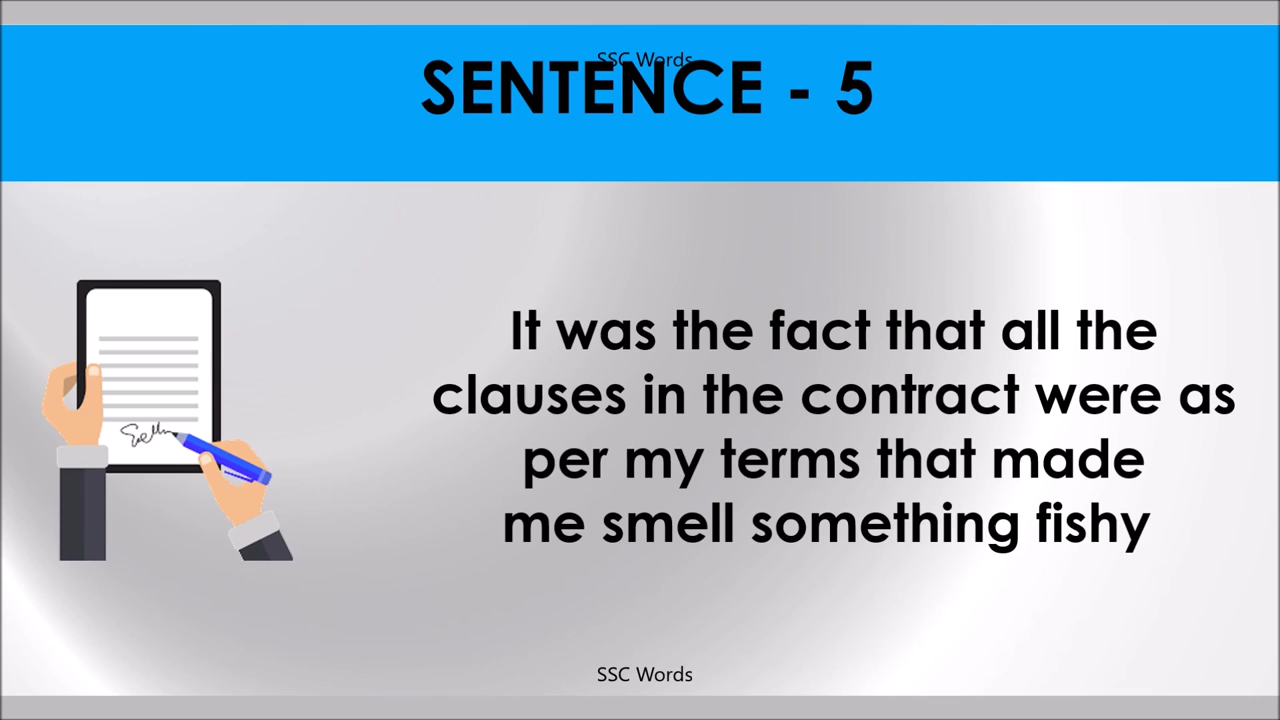 SSC Words
SENTENCE - 5
It was the fact that all the
clauses in the contract were as
per my terms that made
me smell something fishy
SSC Words